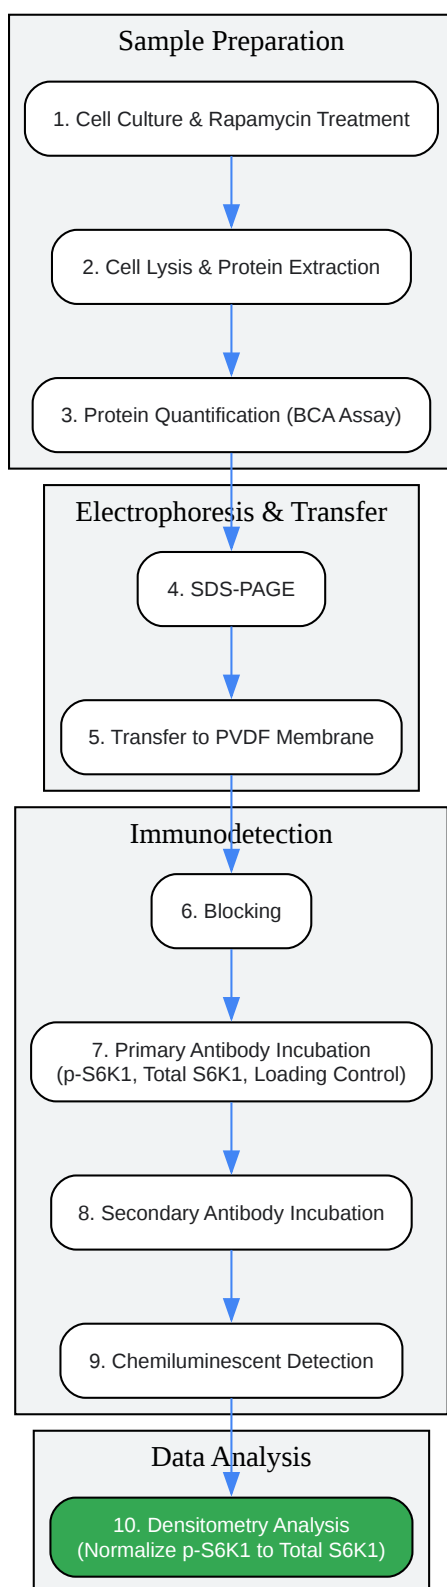 Sample Preparation
1. Cell Culture & Rapamycin Treatment
2. Cell Lysis & Protein Extraction
3. Protein Quantification (BCA Assay)
Electrophoresis & Transfer
4. SDS-PAGE
5. Transfer to PVDF Membrane
Immunodetection
6. Blocking
7. Primary Antibody Incubation
(p-S6K1, Total S6K1, Loading Control)
8. Secondary Antibody Incubation
9. Chemiluminescent Detection
Data Analysis
10. Densitometry Analysis
(Normalize p-S6K1 to Total S6K1)